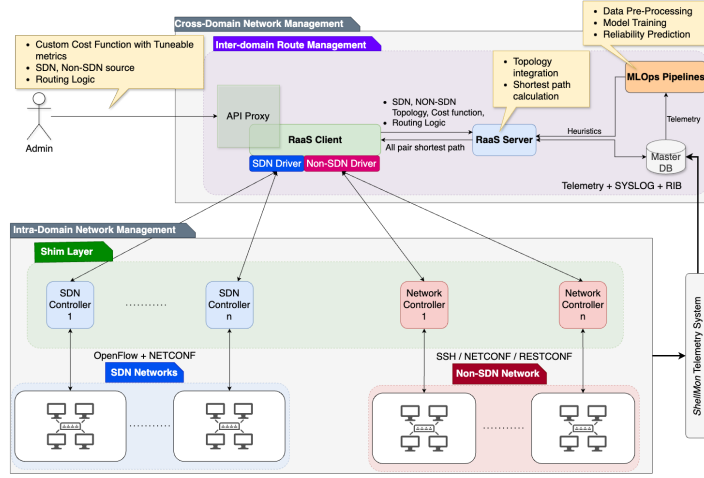 Cross-Domain Network Management
Inter-domain Route Management
• Custom Cost Function with Tuneable
metrics
• SDN, Non-SDN source
• Routing Logic
• Data Pre-Processing
• Model Training
• Reliability Prediction
• Topology
integration
• Shortest path
calculation
MLOps Pipelines
API Proxy
Admin
• SDN, NON-SDN
Topology, Cost function,
• Routing Logic
RaaS Client
RaaS Server
Heuristics
Telemetry
All pair shortest path
SDN Driver
Non-SDN Driver
Master
DB
Telemetry + SYSLOG + RIB
Intra-Domain Network Management
Shim Layer
SDN
Controller
1
...........
SDN
Controller
n
Network
Controller
1
...........
Network
Controller
n
OpenFlow + NETCONF
SSH / NETCONF / RESTCONF
SDN Networks
Non-SDN Network
...........
...........
ShellMon Telemetry System